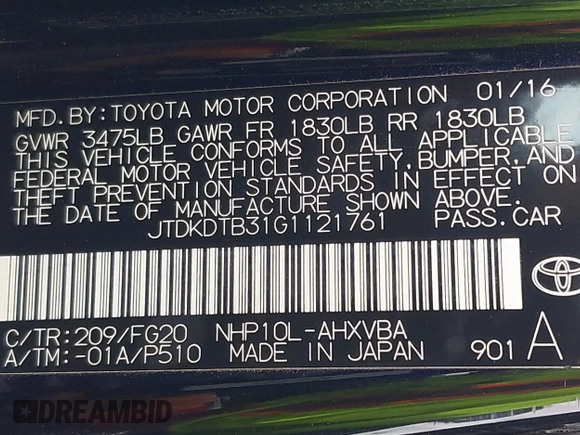 MFD.BY:TOYOTA MOTOR CORPORATION 01/16
GVWR 3475LB GAWR FR 1830LB RR 1830LB
THIS VEHICLE CONFORMS TO ALL APPLICABLE
FEDERAL MOTOR VEHICLE SAFETY,BUMPER,AND
THEFT PREVENTION STANDARDS IN EFFECT ON
THE DATE OF MANUFACTURE SHOWN ABOVE.
JTDKDTB31G1121761 PASS.CAR
C/TR:209/FG20 NHP10L-AHXVBA A
A/TM:-01A/P510 MADE IN JAPAN 901
DREAMBID